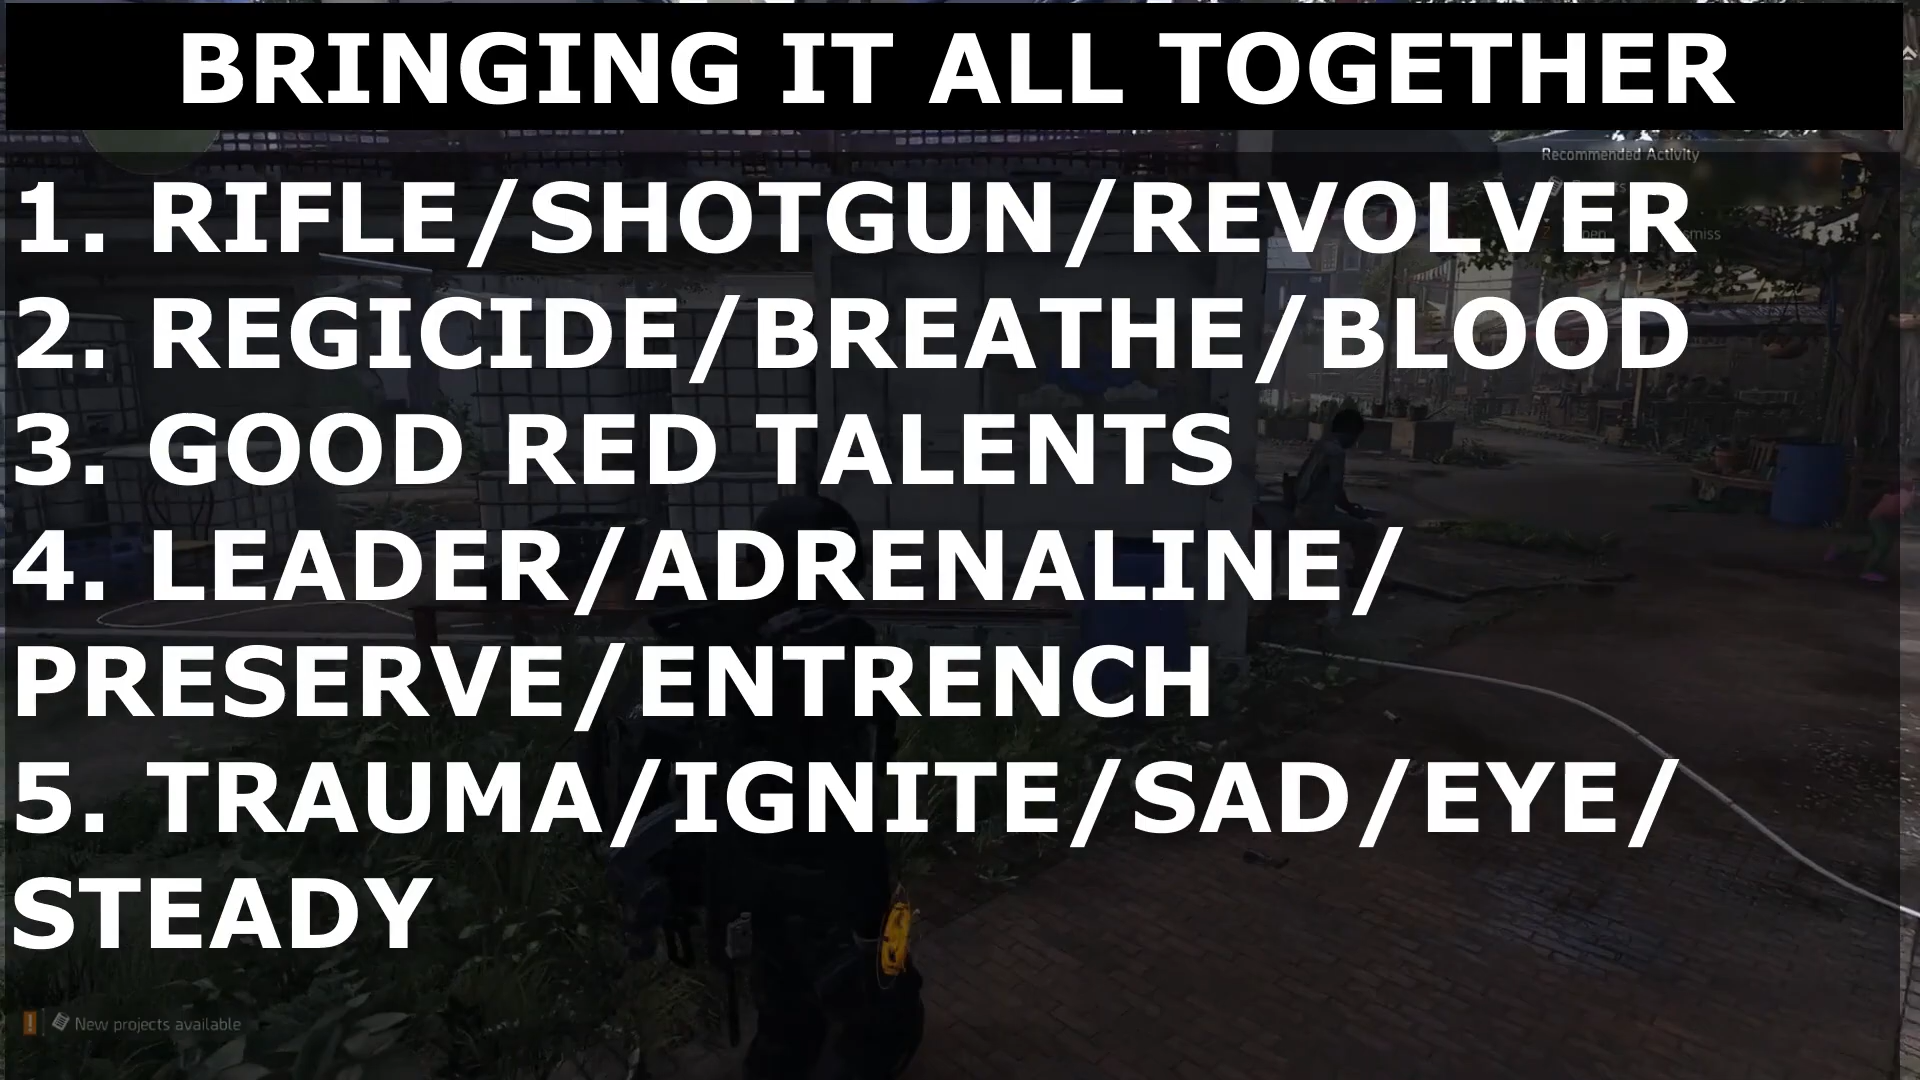 BRINGING IT ALL TOGETHER
Recommended Activity
1. RIFLE/SHOTGUN/REVOLVER
2. REGICIDE/BREATHE/BLOOD
3. GOOD RED TALENTS
4. LEADER/ADRENALINE/
PRESERVE/ENTRENCH
5. TRAUMA/IGNITE/SAD/EYE/
STEADY
New projects available